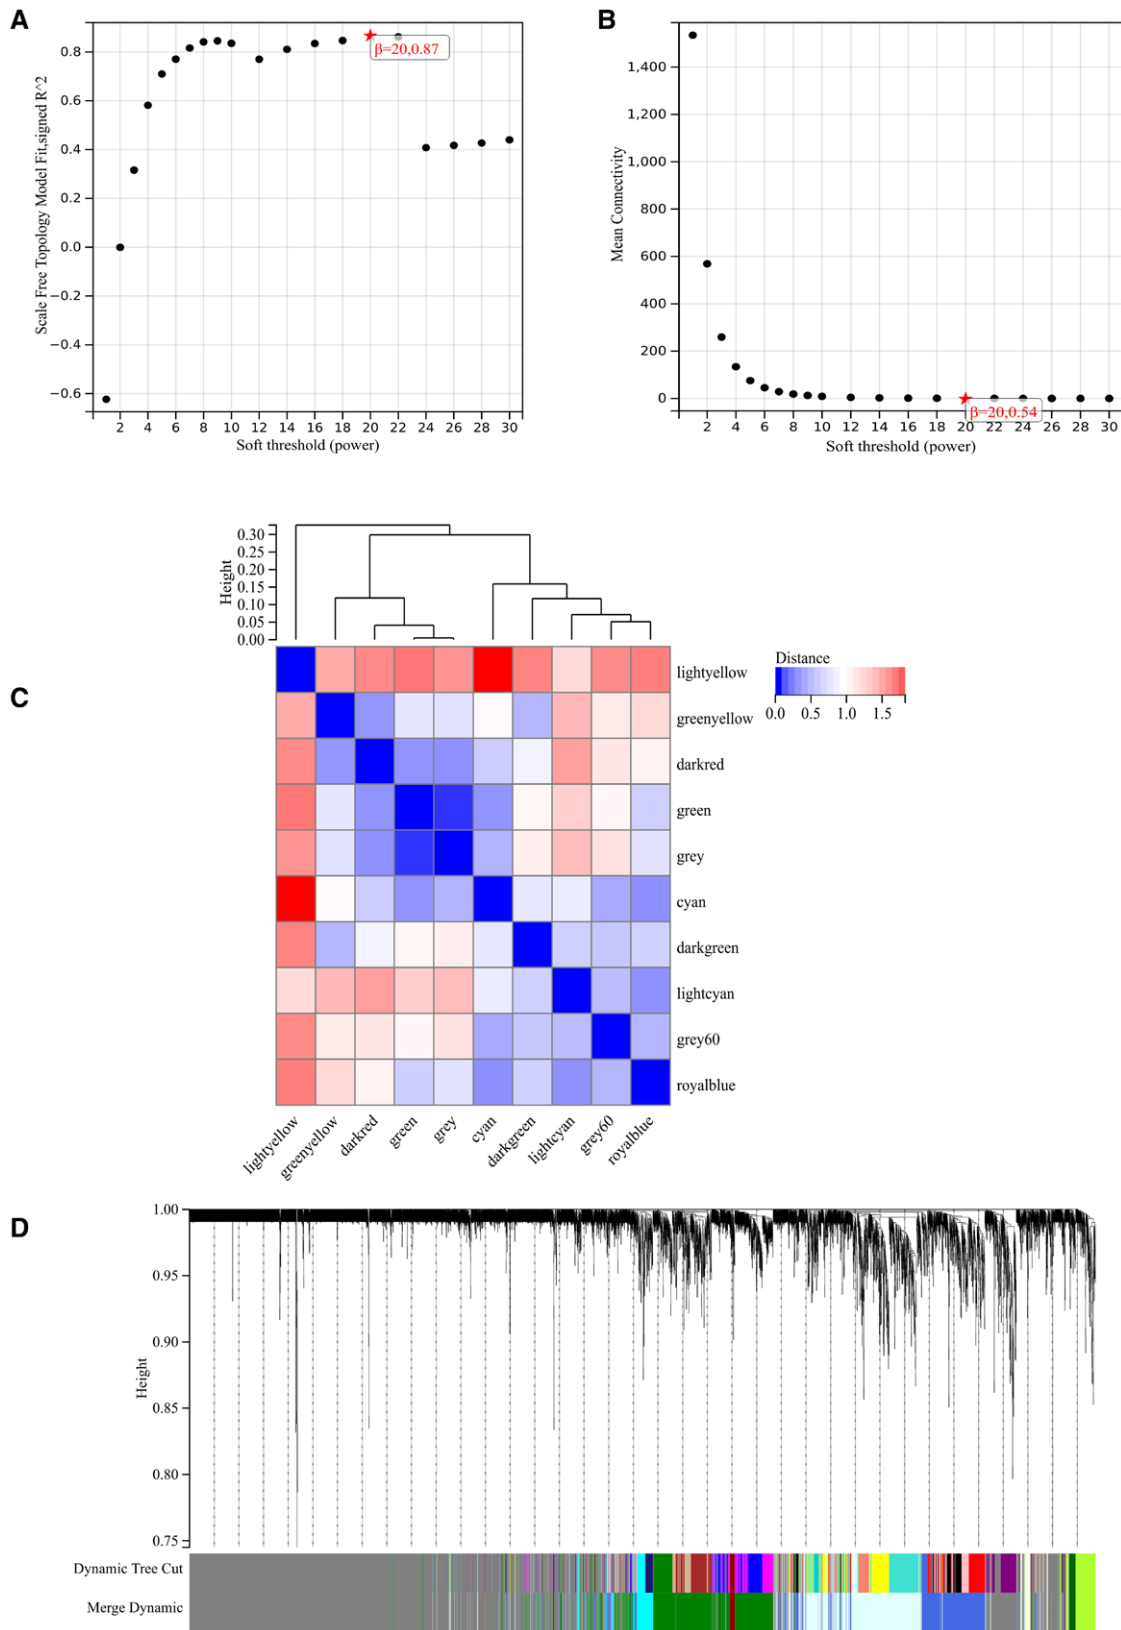 A
Scale Free Topology Model Fit,signed R^2
0.8
0.6
0.4
0.2
0.0
−0.2
−0.4
−0.6
β=20,0.87
2 4 6 8 10 12 14 16 18 20 22 24 26 28 30
Soft threshold (power)
B
Mean Connectivity
1,400
1,200
1,000
800
600
400
200
0
β=20,0.54
2 4 6 8 10 12 14 16 18 20 22 24 26 28 30
Soft threshold (power)
C
Height
0.30
0.25
0.20
0.15
0.10
0.05
0.00
lightyellow
greenyellow
darkred
green
grey
cyan
darkgreen
lightcyan
grey60
royalblue
Distance
0.0 0.5 1.0 1.5
lightyellow greenyellow darkred green grey cyan darkgreen lightcyan grey60 royalblue
D
Height
1.00
0.95
0.90
0.85
0.80
0.75
Dynamic Tree Cut
Merge Dynamic